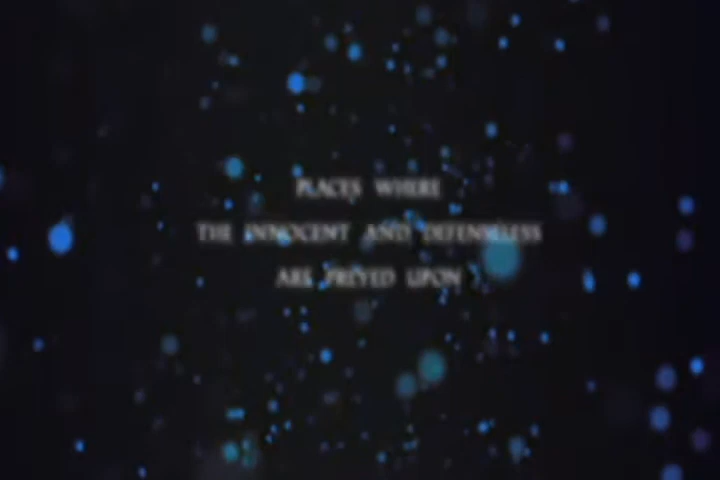 PLACES WHERE
THE INNOCENT AND DEFENSELESS
ARE PREYED UPON